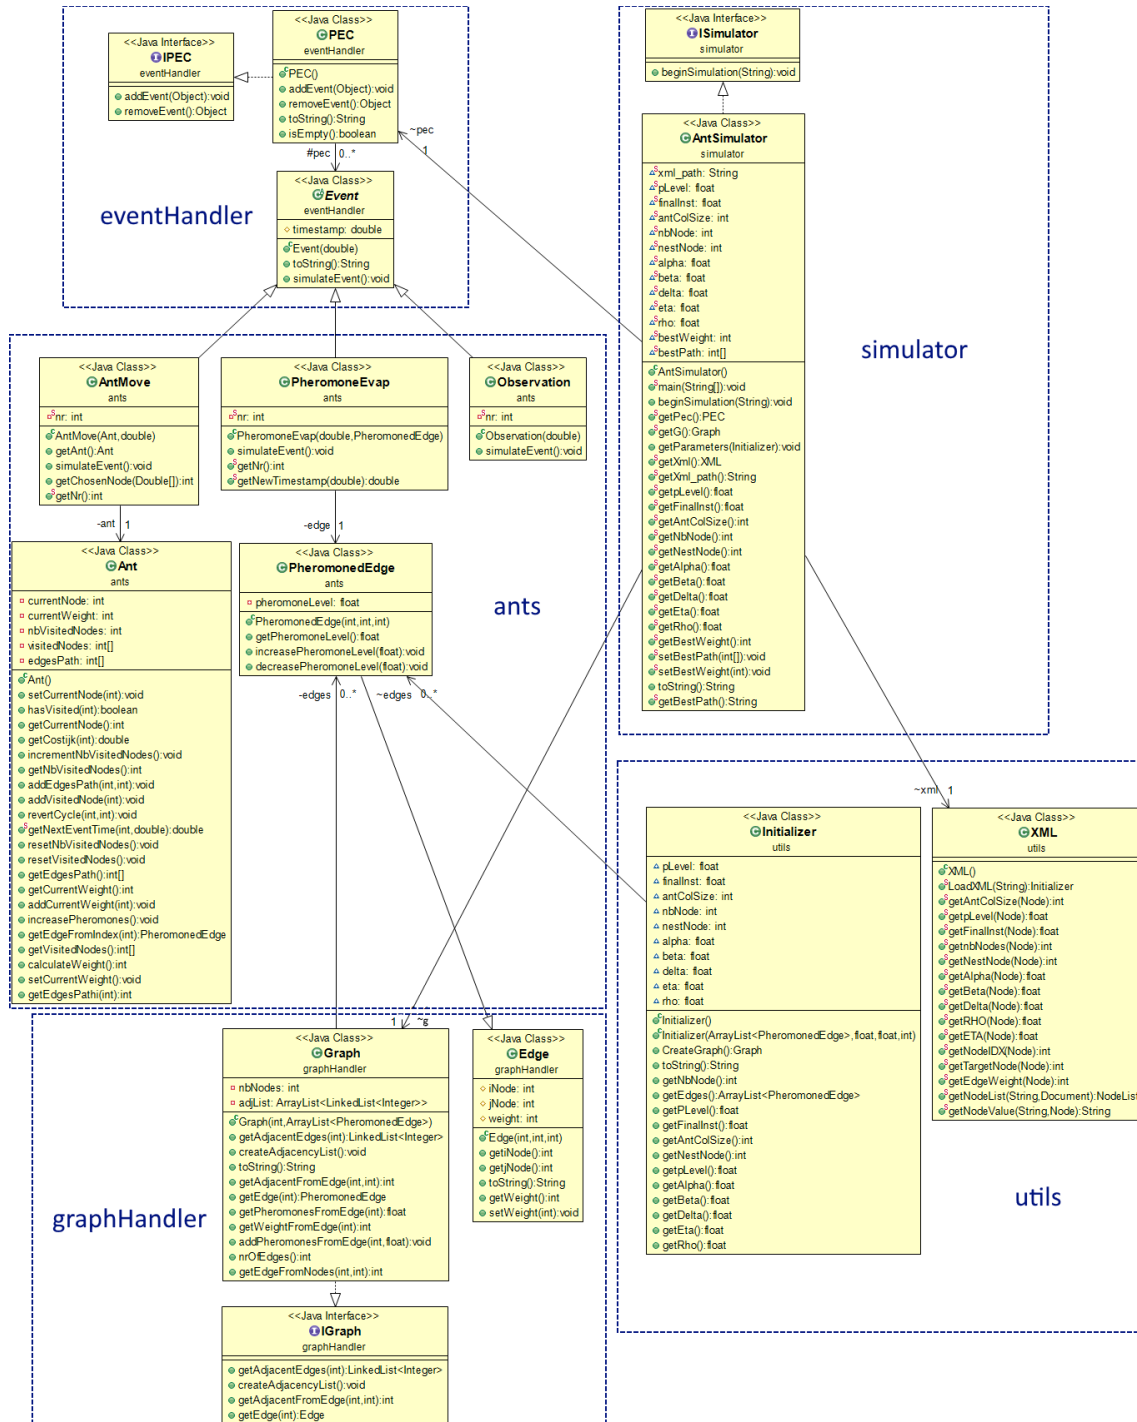 <<Java Class>>
PEC
eventHandler
PEC()
addEvent(Object):void
removeEvent():Object
toString():String
isEmpty():boolean
<<Java Interface>>
IPEC
eventHandler
addEvent(Object):void
removeEvent():Object
#pec 0..*
~pec
1
<<Java Class>>
Event
eventHandler
timestamp: double
Event(double)
toString():String
simulateEvent():void
eventHandler
<<Java Interface>>
ISimulator
simulator
beginSimulation(String):void
<<Java Class>>
AntSimulator
simulator
xml_path: String
pLevel: float
finalInst: float
antColSize: int
nbNode: int
nestNode: int
alpha: float
beta: float
delta: float
eta: float
rho: float
bestWeight: int
bestPath: int[]
AntSimulator()
main(String[]):void
beginSimulation(String):void
getPec():PEC
getG():Graph
getParameters(Initializer):void
getXml():XML
getXml_path():String
getpLevel():float
getFinalInst():float
getAntColSize():int
getNbNode():int
getNestNode():int
getAlpha():float
getBeta():float
getDelta():float
getEta():float
getRho():float
getBestWeight():int
setBestPath(int[]):void
setBestWeight(int):void
toString():String
getBestPath():String
simulator
<<Java Class>>
AntMove
ants
nr: int
AntMove(Ant,double)
getAnt():Ant
simulateEvent():void
getChosenNode(Double[]):int
getNr():int
<<Java Class>>
PheromoneEvap
ants
nr: int
PheromoneEvap(double,PheromonedEdge)
simulateEvent():void
getNr():int
getNewTimestamp(double):double
<<Java Class>>
Observation
ants
nr: int
Observation(double)
simulateEvent():void
-ant 1
-edge 1
<<Java Class>>
Ant
ants
currentNode: int
currentWeight: int
nbVisitedNodes: int
visitedNodes: int[]
edgesPath: int[]
Ant()
setCurrentNode(int):void
hasVisited(int):boolean
getCurrentNode():int
getCostijk(int):double
incrementNbVisitedNodes():void
getNbVisitedNodes():int
addEdgesPath(int,int):void
addVisitedNode(int):void
revertCycle(int,int):void
getNextEventTime(int,double):double
resetNbVisitedNodes():void
resetVisitedNodes():void
getEdgesPath():int[]
getCurrentWeight():int
addCurrentWeight(int):void
increasePheromones():void
getEdgeFromIndex(int):PheromonedEdge
getVisitedNodes():int[]
calculateWeight():int
setCurrentWeight():void
getEdgesPathi(int):int
<<Java Class>>
PheromonedEdge
ants
pheromoneLevel: float
PheromonedEdge(int,int,int)
getPheromoneLevel():float
increasePheromoneLevel(float):void
decreasePheromoneLevel(float):void
-edges 0..*
~edges 0..*
ants
~xml 1
<<Java Class>>
Initializer
utils
pLevel: float
finalInst: float
antColSize: int
nbNode: int
nestNode: int
alpha: float
beta: float
delta: float
eta: float
rho: float
Initializer()
Initializer(ArrayList<PheromonedEdge>,float,float,int)
CreateGraph():Graph
toString():String
getNbNode():int
getEdges():ArrayList<PheromonedEdge>
getPLevel():float
getFinalInst():float
getAntColSize():int
getNestNode():int
getpLevel():float
getAlpha():float
getBeta():float
getDelta():float
getEta():float
getRho():float
<<Java Class>>
XML
utils
XML()
LoadXML(String):Initializer
getAntColSize(Node):int
getpLevel(Node):float
getFinalInst(Node):float
getnbNodes(Node):int
getNestNode(Node):int
getAlpha(Node):float
getBeta(Node):float
getDelta(Node):float
getRHO(Node):float
getETA(Node):float
getNodeIDX(Node):int
getTargetNode(Node):int
getEdgeWeight(Node):int
getNodeList(String,Document):NodeList
getNodeValue(String,Node):String
utils
1 ~g
<<Java Class>>
Graph
graphHandler
nbNodes: int
adjList: ArrayList<LinkedList<Integer>>
Graph(int,ArrayList<PheromonedEdge>)
getAdjacentEdges(int):LinkedList<Integer>
createAdjacencyList():void
toString():String
getAdjacentFromEdge(int,int):int
getEdge(int):PheromonedEdge
getPheromonesFromEdge(int):float
getWeightFromEdge(int):int
addPheromonesFromEdge(int,float):void
nrOfEdges():int
getEdgeFromNodes(int,int):int
<<Java Class>>
Edge
graphHandler
iNode: int
jNode: int
weight: int
Edge(int,int,int)
getiNode():int
getjNode():int
toString():String
getWeight():int
setWeight(int):void
graphHandler
<<Java Interface>>
IGraph
graphHandler
getAdjacentEdges(int):LinkedList<Integer>
createAdjacencyList():void
getAdjacentFromEdge(int,int):int
getEdge(int):Edge